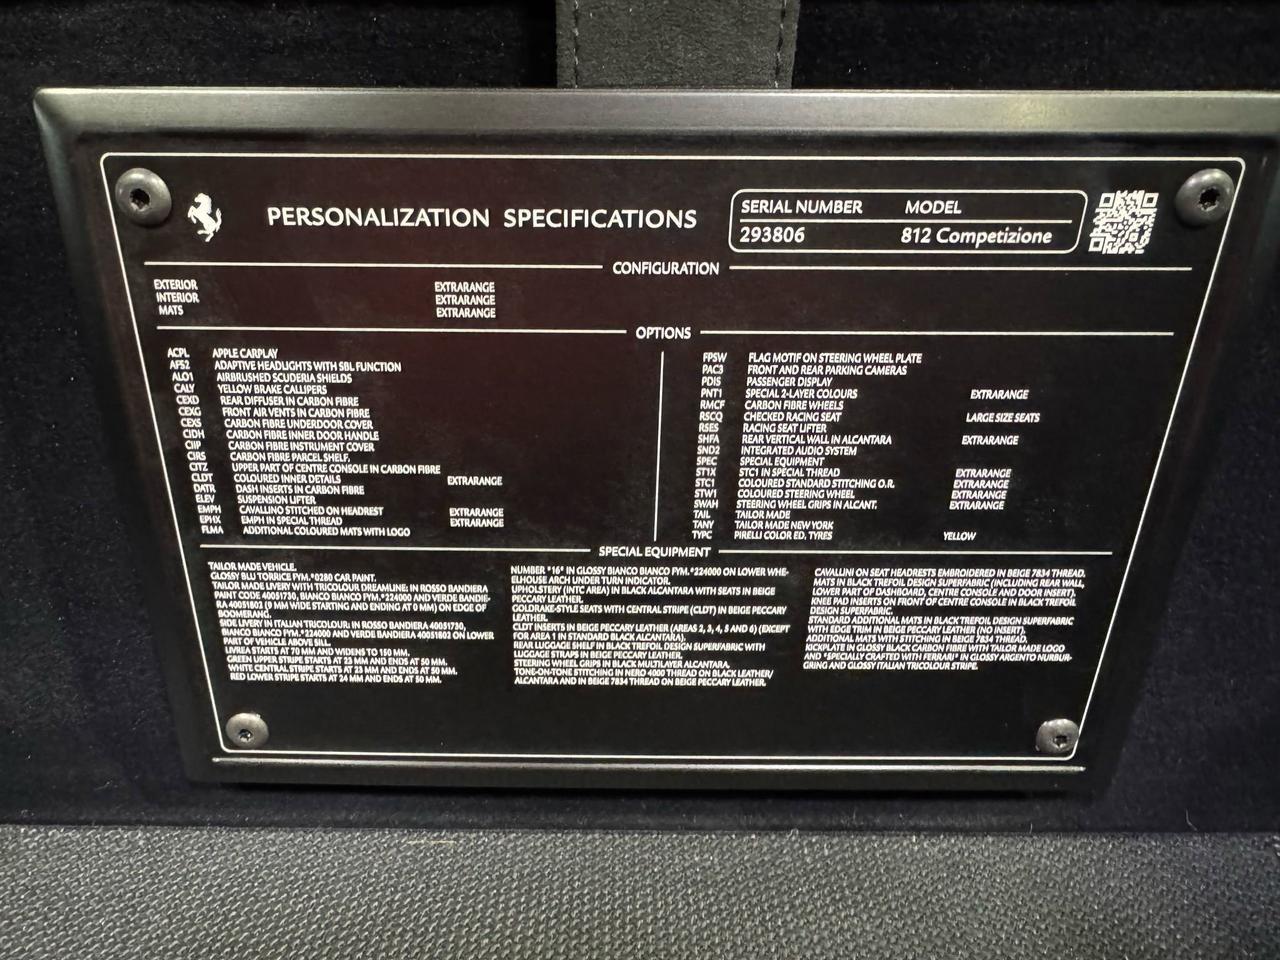 PERSONALIZATION SPECIFICATIONS
SERIAL NUMBER MODEL
293806 812 Competizione
CONFIGURATION
EXTERIOR EXTRARANGE
INTERIOR EXTRARANGE
MATS EXTRARANGE
OPTIONS
ACPL APPLE CARPLAY
AFS2 ADAPTIVE HEADLIGHTS WITH SBL FUNCTION
ALO1 AIRBRUSHED SCUDERIA SHIELDS
CALY YELLOW BRAKE CALLIPERS
CEXD REAR DIFFUSER IN CARBON FIBRE
CEXG FRONT AIR VENTS IN CARBON FIBRE
CEXS CARBON FIBRE UNDERDOOR COVER
CIDH CARBON FIBRE INNER DOOR HANDLE
CIIP CARBON FIBRE INSTRUMENT COVER
CIRS CARBON FIBRE PARCEL SHELF.
CITZ UPPER PART OF CENTRE CONSOLE IN CARBON FIBRE
CLDT COLOURED INNER DETAILS EXTRARANGE
DATR DASH INSERTS IN CARBON FIBRE
ELEV SUSPENSION LIFTER
EMPH CAVALLINO STITCHED ON HEADREST EXTRARANGE
EPHX EMPH IN SPECIAL THREAD EXTRARANGE
FLMA ADDITIONAL COLOURED MATS WITH LOGO
FPSW FLAG MOTIF ON STEERING WHEEL PLATE
PAC3 FRONT AND REAR PARKING CAMERAS
PDIS PASSENGER DISPLAY
PNT1 SPECIAL 2-LAYER COLOURS EXTRARANGE
RMCF CARBON FIBRE WHEELS
RSCQ CHECKED RACING SEAT LARGE SIZE SEATS
RSES RACING SEAT LIFTER
SHFA REAR VERTICAL WALL IN ALCANTARA EXTRARANGE
SND2 INTEGRATED AUDIO SYSTEM
SPEC SPECIAL EQUIPMENT
ST1X STC1 IN SPECIAL THREAD EXTRARANGE
STC1 COLOURED STANDARD STITCHING O.R. EXTRARANGE
STW1 COLOURED STEERING WHEEL EXTRARANGE
SWAH STEERING WHEEL GRIPS IN ALCANT. EXTRARANGE
TAIL TAILOR MADE
TANY TAILOR MADE NEW YORK
TYPC PIRELLI COLOR ED. TYRES YELLOW
SPECIAL EQUIPMENT
TAILOR MADE VEHICLE.
GLOSSY BLU TORRICE FYM.*0280 CAR PAINT.
TAILOR MADE LIVERY WITH TRICOLOUR DREAMLINE: IN ROSSO BANDIERA
PAINT CODE 40051730, BIANCO BIANCO FYM.*224000 AND VERDE BANDIE-
RA 40051802 (9 MM WIDE STARTING AND ENDING AT 0 MM) ON EDGE OF
BOOMERANG.
SIDE LIVERY IN ITALIAN TRICOLOUR: IN ROSSO BANDIERA 40051730,
BIANCO BIANCO FYM.*224000 AND VERDE BANDIERA 40051802 ON LOWER
PART OF VEHICLE ABOVE SILL.
LIVREA STARTS AT 70 MM AND WIDENS TO 150 MM.
GREEN UPPER STRIPE STARTS AT 23 MM AND ENDS AT 50 MM.
WHITE CENTRAL STRIPE STARTS AT 23 MM AND ENDS AT 50 MM.
RED LOWER STRIPE STARTS AT 24 MM AND ENDS AT 50 MM.
NUMBER "16" IN GLOSSY BIANCO BIANCO FYM.*224000 ON LOWER WHE-
ELHOUSE ARCH UNDER TURN INDICATOR.
UPHOLSTERY (INTC AREA) IN BLACK ALCANTARA WITH SEATS IN BEIGE
PECCARY LEATHER.
GOLDRAKE-STYLE SEATS WITH CENTRAL STRIPE (CLDT) IN BEIGE PECCARY
LEATHER.
CLDT INSERTS IN BEIGE PECCARY LEATHER (AREAS 2, 3, 4, 5 AND 6) (EXCEPT
FOR AREA 1 IN STANDARD BLACK ALCANTARA).
REAR LUGGAGE SHELF IN BLACK TREFOIL DESIGN SUPERFABRIC WITH
LUGGAGE STRAPS IN BEIGE PECCARY LEATHER.
STEERING WHEEL GRIPS IN BLACK MULTILAYER ALCANTARA.
TONE-ON-TONE STITCHING IN NERO 4000 THREAD ON BLACK LEATHER/
ALCANTARA AND IN BEIGE 7834 THREAD ON BEIGE PECCARY LEATHER.
CAVALLINI ON SEAT HEADRESTS EMBROIDERED IN BEIGE 7834 THREAD.
MATS IN BLACK TREFOIL DESIGN SUPERFABRIC (INCLUDING REAR WALL,
LOWER PART OF DASHBOARD, CENTRE CONSOLE AND DOOR INSERT).
KNEE PAD INSERTS ON FRONT OF CENTRE CONSOLE IN BLACK TREFOIL
DESIGN SUPERFABRIC.
STANDARD ADDITIONAL MATS IN BLACK TREFOIL DESIGN SUPERFABRIC
WITH EDGE TRIM IN BEIGE PECCARY LEATHER (NO INSERT).
ADDITIONAL MATS WITH STITCHING IN BEIGE 7834 THREAD.
KICKPLATE IN GLOSSY BLACK CARBON FIBRE WITH TAILOR MADE LOGO
AND "SPECIALLY CRAFTED WITH FERRARI" IN GLOSSY ARGENTO NURBUR-
GRING AND GLOSSY ITALIAN TRICOLOUR STRIPE.